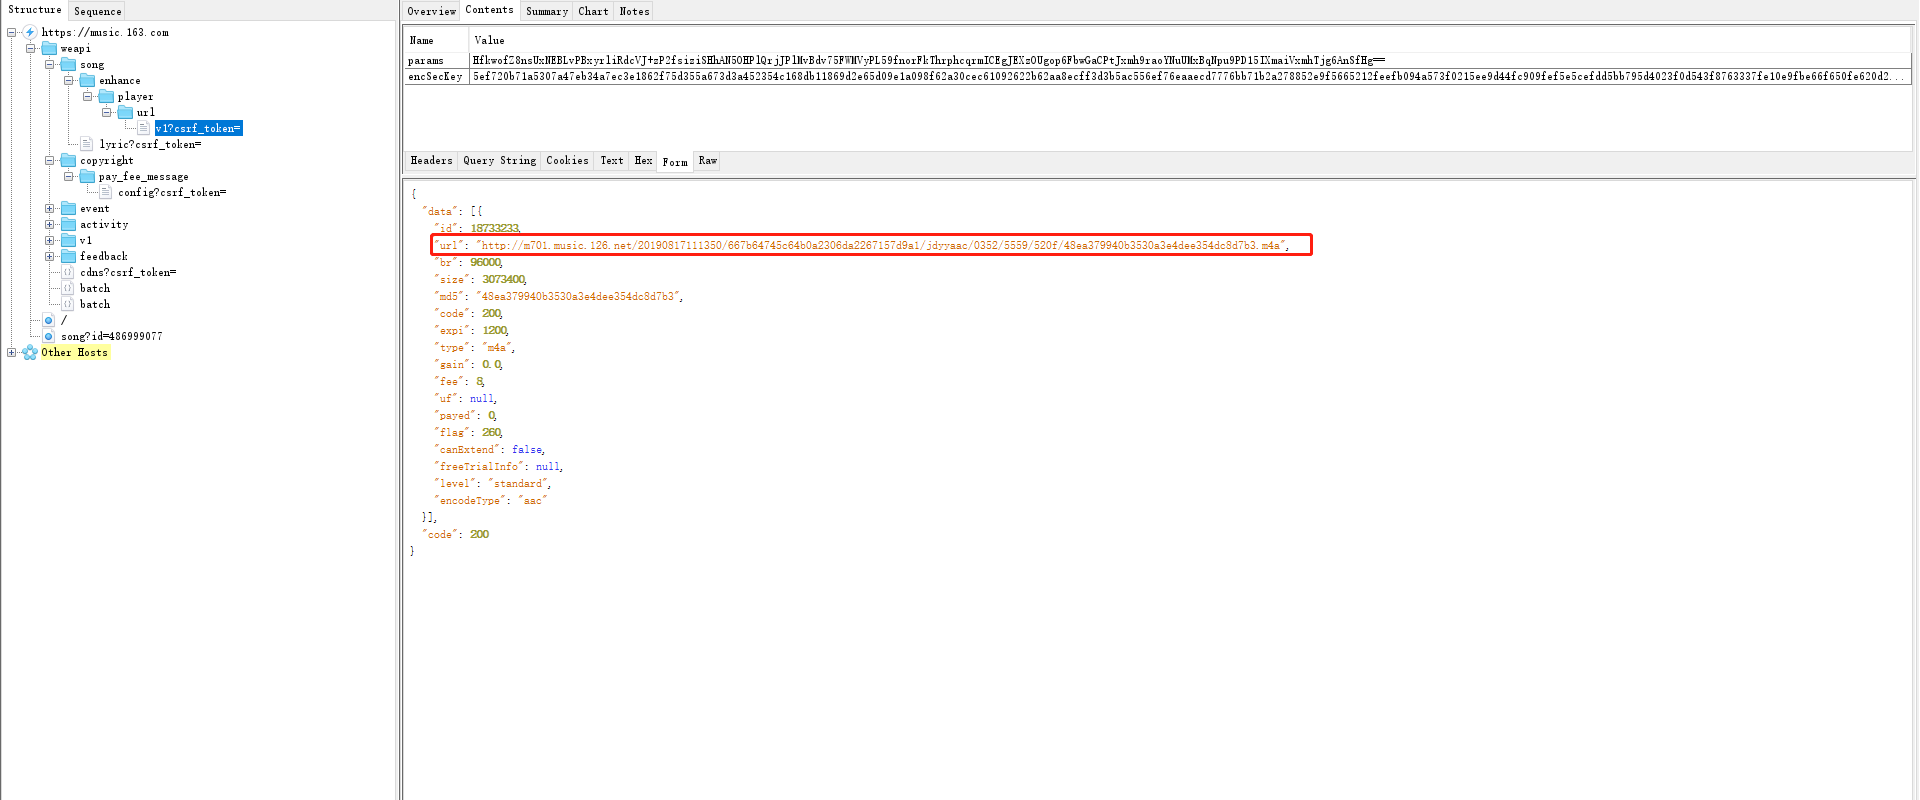 Structure
Sequence
https://music.163.com
weapi
song
enhance
player
url
v1?csrf_token=
lyric?csrf_token=
copyright
pay_fee_message
config?csrf_token=
event
activity
v1
feedback
cdns?csrf_token=
batch
batch
/
song?id=486999077
Other Hosts
Overview Contents Summary Chart Notes
Name Value
params HfkwofZ8nsUxNEBLvPBxyrliRdcVJ+zP2fsiziSHhAN5OHPlQrjJPlNvBdv75FWMVyPL59fnorFkThrphcqrmICEgJEXzOUgop6FbwGaCPtJxmh9raoYNuUMxBqNpu9PD15IXmaiVxmhTjg6AnSfHg==
encSecKey 5ef720b71a5307a47eb34a7ec3e1862f75d355a673d3a452354c168db11869d2e65d09e1a098f62a30cec61092622b62aa8ecff3d3b5ac556ef76eaaecd7776bb71b2a278852e9f5665212feefb094a573f0215ee9d44fc909fef5e5cefdd5bb795d4023f0d543f8763337fe10e9fbe66f650fe620d2...
Headers Query String Cookies Text Hex Form Raw
{
"data": [{
"id": 18733233,
"url": "http://m701.music.126.net/20190817111350/667b64745c64b0a2306da2267157d9a1/jdyyaac/0352/5559/520f/48ea379940b3530a3e4dee354dc8d7b3.m4a",
"br": 96000,
"size": 3073400,
"md5": "48ea379940b3530a3e4dee354dc8d7b3",
"code": 200,
"expi": 1200,
"type": "m4a",
"gain": 0.0,
"fee": 8,
"uf": null,
"payed": 0,
"flag": 260,
"canExtend": false,
"freeTrialInfo": null,
"level": "standard",
"encodeType": "aac"
}],
"code": 200
}